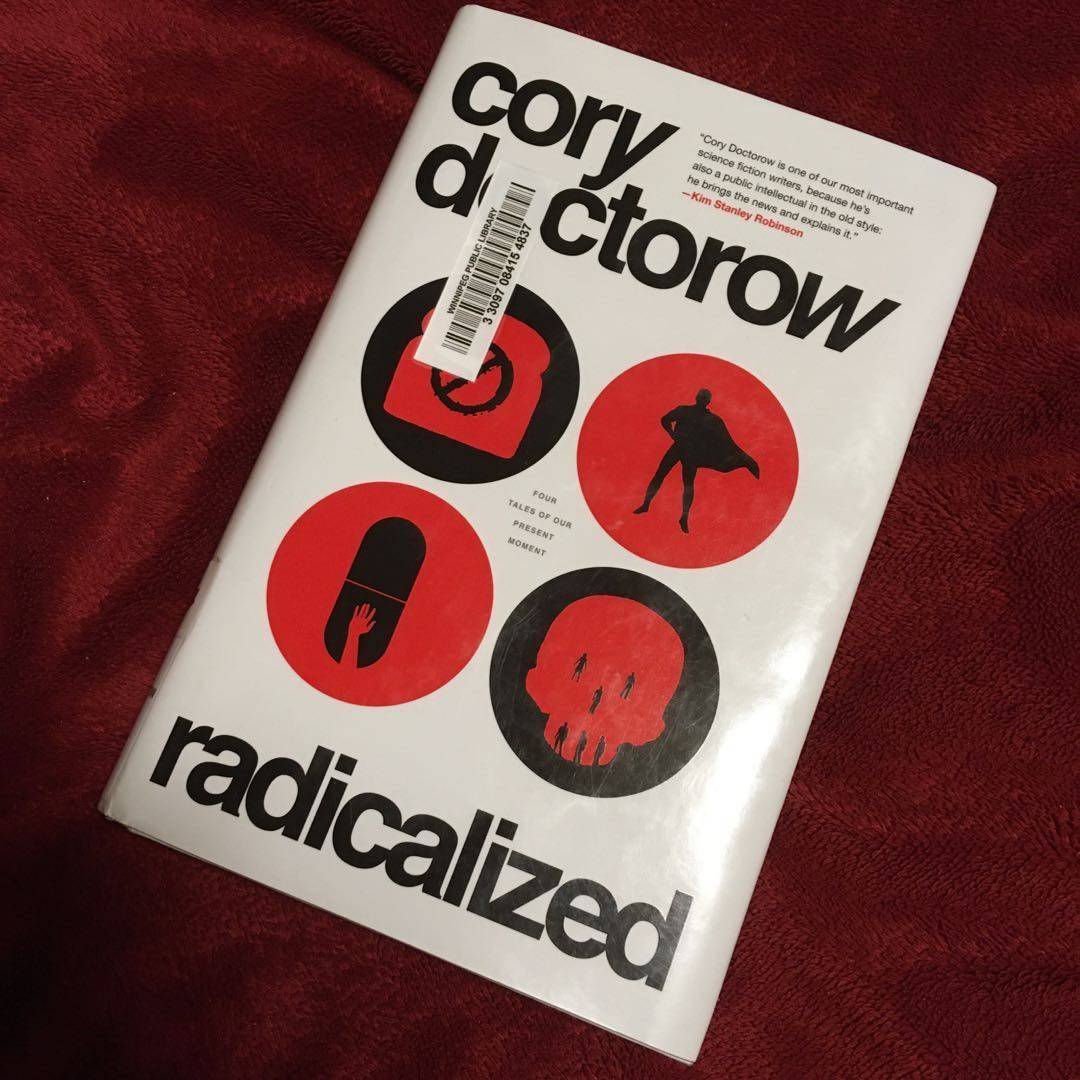 cory
doctorow
"Cory Doctorow is one of our most important
science fiction writers, because he's
also a public intellectual in the old style:
he brings the news and explains it."
—Kim Stanley Robinson
WINNIPEG PUBLIC LIBRARY
3 3097 08415 4837
FOUR
TALES OF OUR
PRESENT
MOMENT
radicalized